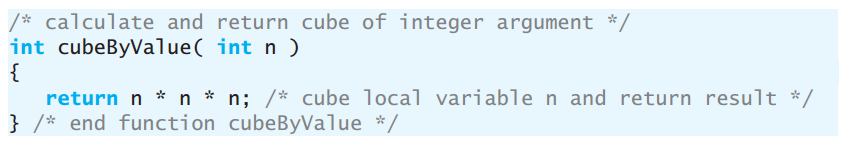 /* calculate and return cube of integer argument */
int cubeByValue( int n )
{
   return n * n * n; /* cube local variable n and return result */
} /* end function cubeByValue */